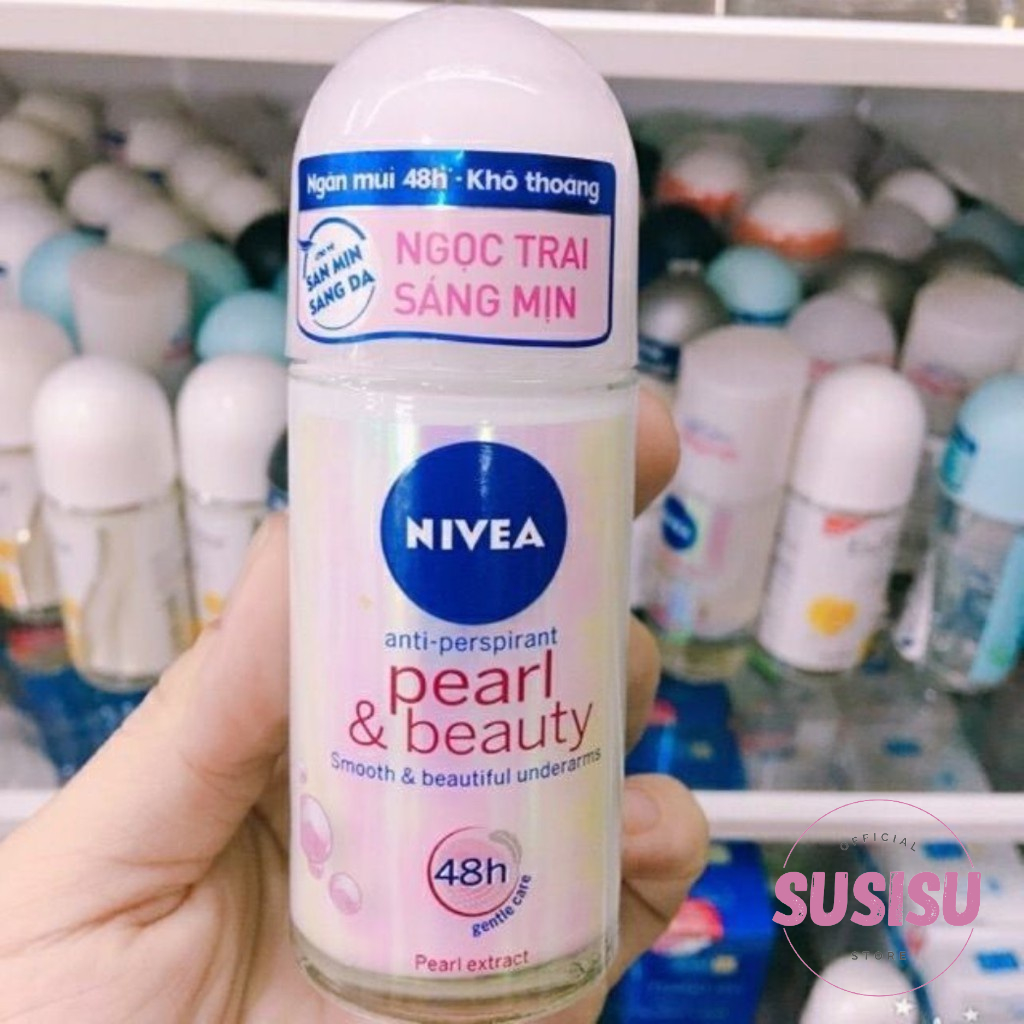 Ngăn mùi 48h - Khô thoáng
SẠN MỊN
SÁNG DA
NGỌC TRAI
SÁNG MỊN
NIVEA
anti-perspirant
pearl
& beauty
Smooth & beautiful underarms
48h
gentle care
Pearl extract
OFFICIAL
SUSISU
STORE